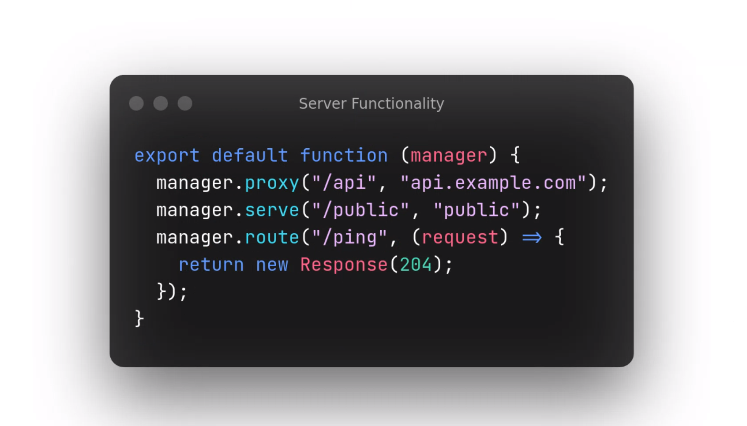 Server Functionality
export default function (manager) {
  manager.proxy("/api", "api.example.com");
  manager.serve("/public", "public");
  manager.route("/ping", (request) => {
    return new Response(204);
  });
}